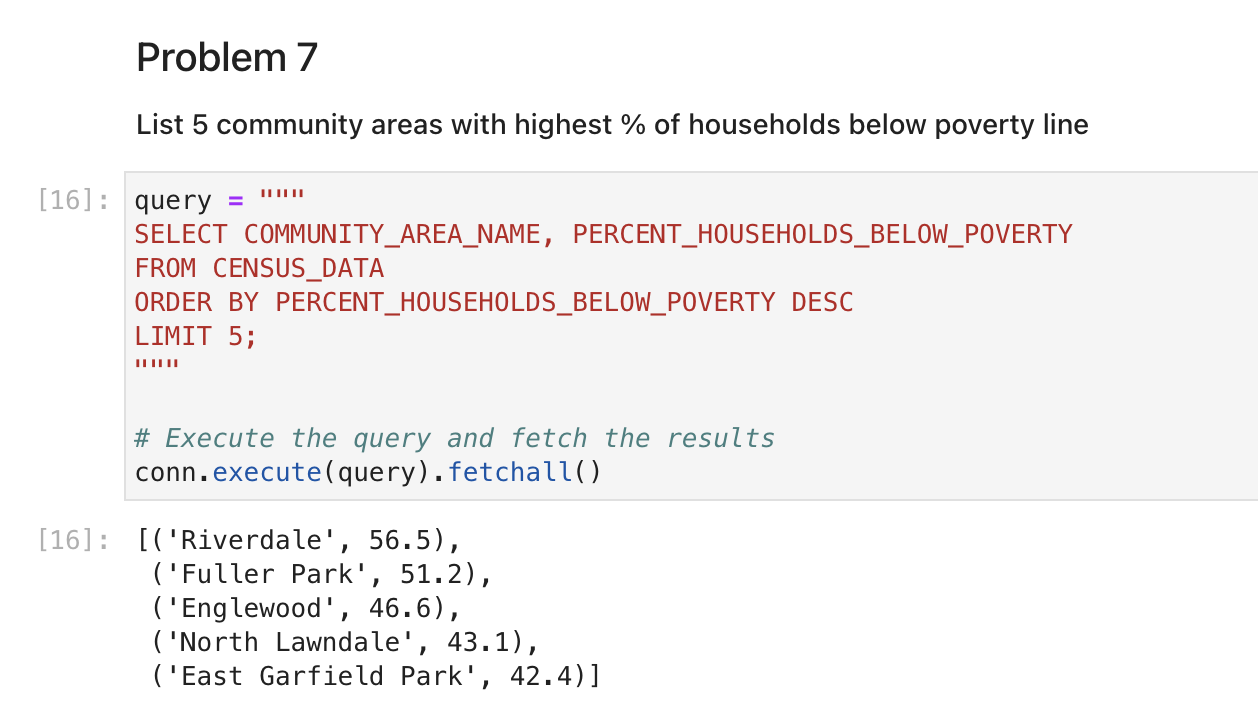 Problem 7
List 5 community areas with highest % of households below poverty line
[16]: query = """
SELECT COMMUNITY_AREA_NAME, PERCENT_HOUSEHOLDS_BELOW_POVERTY
FROM CENSUS_DATA
ORDER BY PERCENT_HOUSEHOLDS_BELOW_POVERTY DESC
LIMIT 5;
"""
# Execute the query and fetch the results
conn.execute(query).fetchall()
[16]: [('Riverdale', 56.5),
('Fuller Park', 51.2),
('Englewood', 46.6),
('North Lawndale', 43.1),
('East Garfield Park', 42.4)]